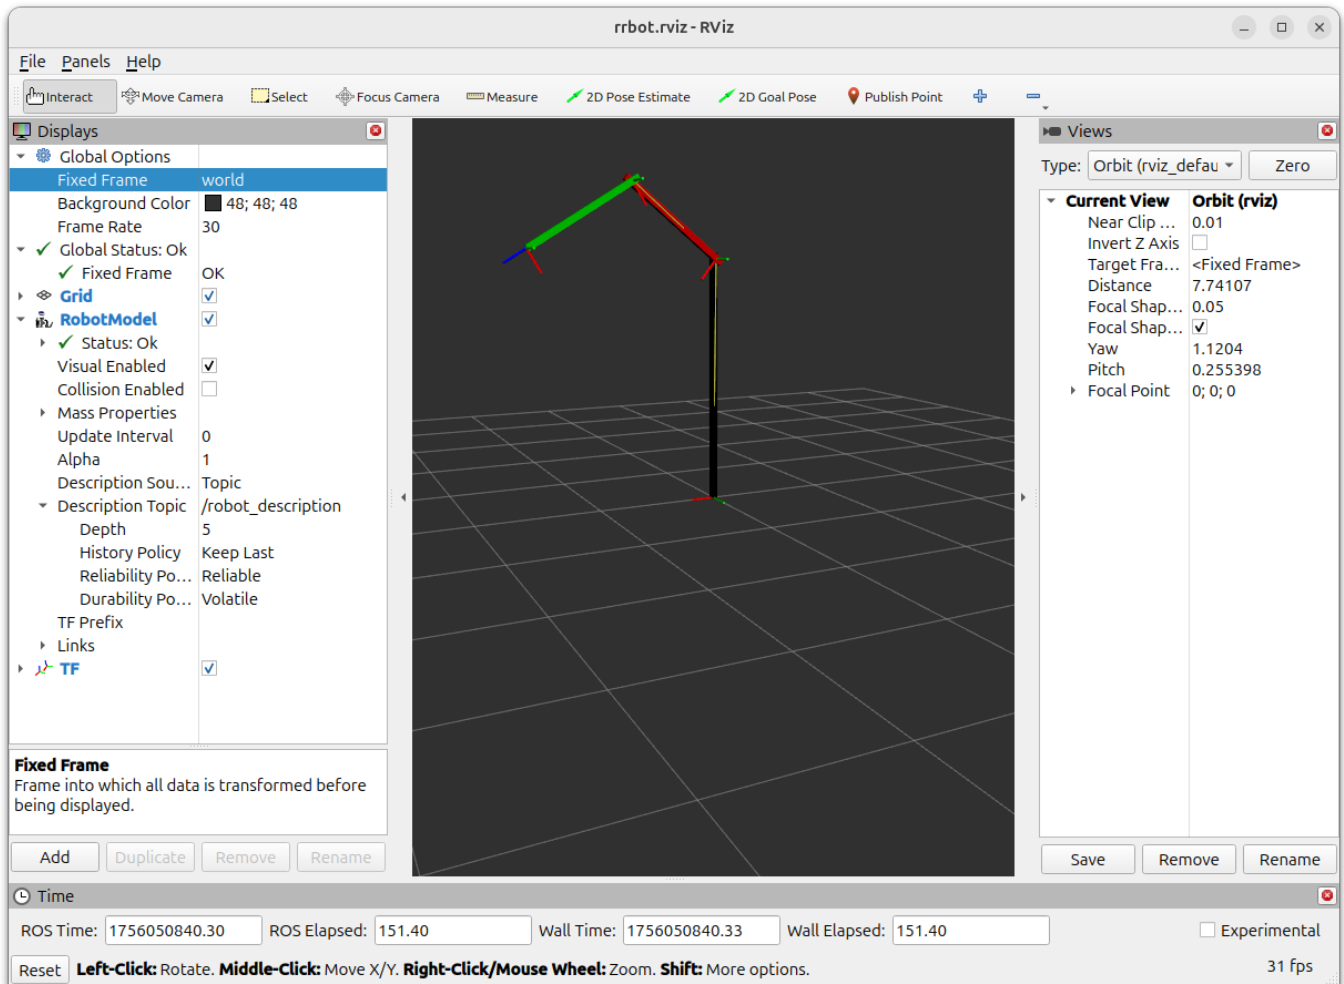 rrbot.rviz - RViz
File Panels Help
Interact Move Camera Select Focus Camera Measure 2D Pose Estimate 2D Goal Pose Publish Point
Displays
Global Options
Fixed Frame world
Background Color 48; 48; 48
Frame Rate 30
Global Status: Ok
Fixed Frame OK
Grid
RobotModel
Status: Ok
Visual Enabled
Collision Enabled
Mass Properties
Update Interval 0
Alpha 1
Description Sou... Topic
Description Topic /robot_description
Depth 5
History Policy Keep Last
Reliability Po... Reliable
Durability Po... Volatile
TF Prefix
Links
TF
Fixed Frame
Frame into which all data is transformed before
being displayed.
Add Duplicate Remove Rename
Views
Type: Orbit (rviz_defau Zero
Current View Orbit (rviz)
Near Clip ... 0.01
Invert Z Axis
Target Fra... <Fixed Frame>
Distance 7.74107
Focal Shap... 0.05
Focal Shap...
Yaw 1.1204
Pitch 0.255398
Focal Point 0; 0; 0
Save Remove Rename
Time
ROS Time: 1756050840.30 ROS Elapsed: 151.40 Wall Time: 1756050840.33 Wall Elapsed: 151.40 Experimental
Reset Left-Click: Rotate. Middle-Click: Move X/Y. Right-Click/Mouse Wheel: Zoom. Shift: More options. 31 fps